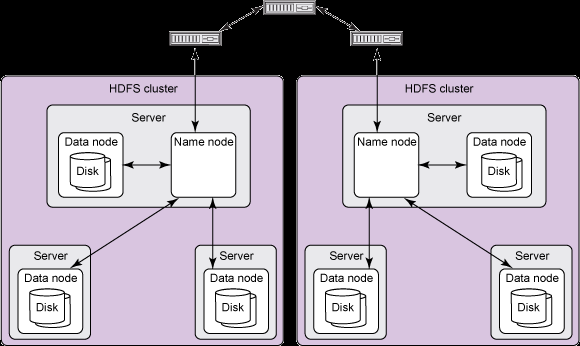 HDFS cluster
Server
Data node
Disk
Name node
Server
Data node
Disk
Server
Data node
Disk
HDFS cluster
Server
Name node
Data node
Disk
Server
Data node
Disk
Server
Data node
Disk